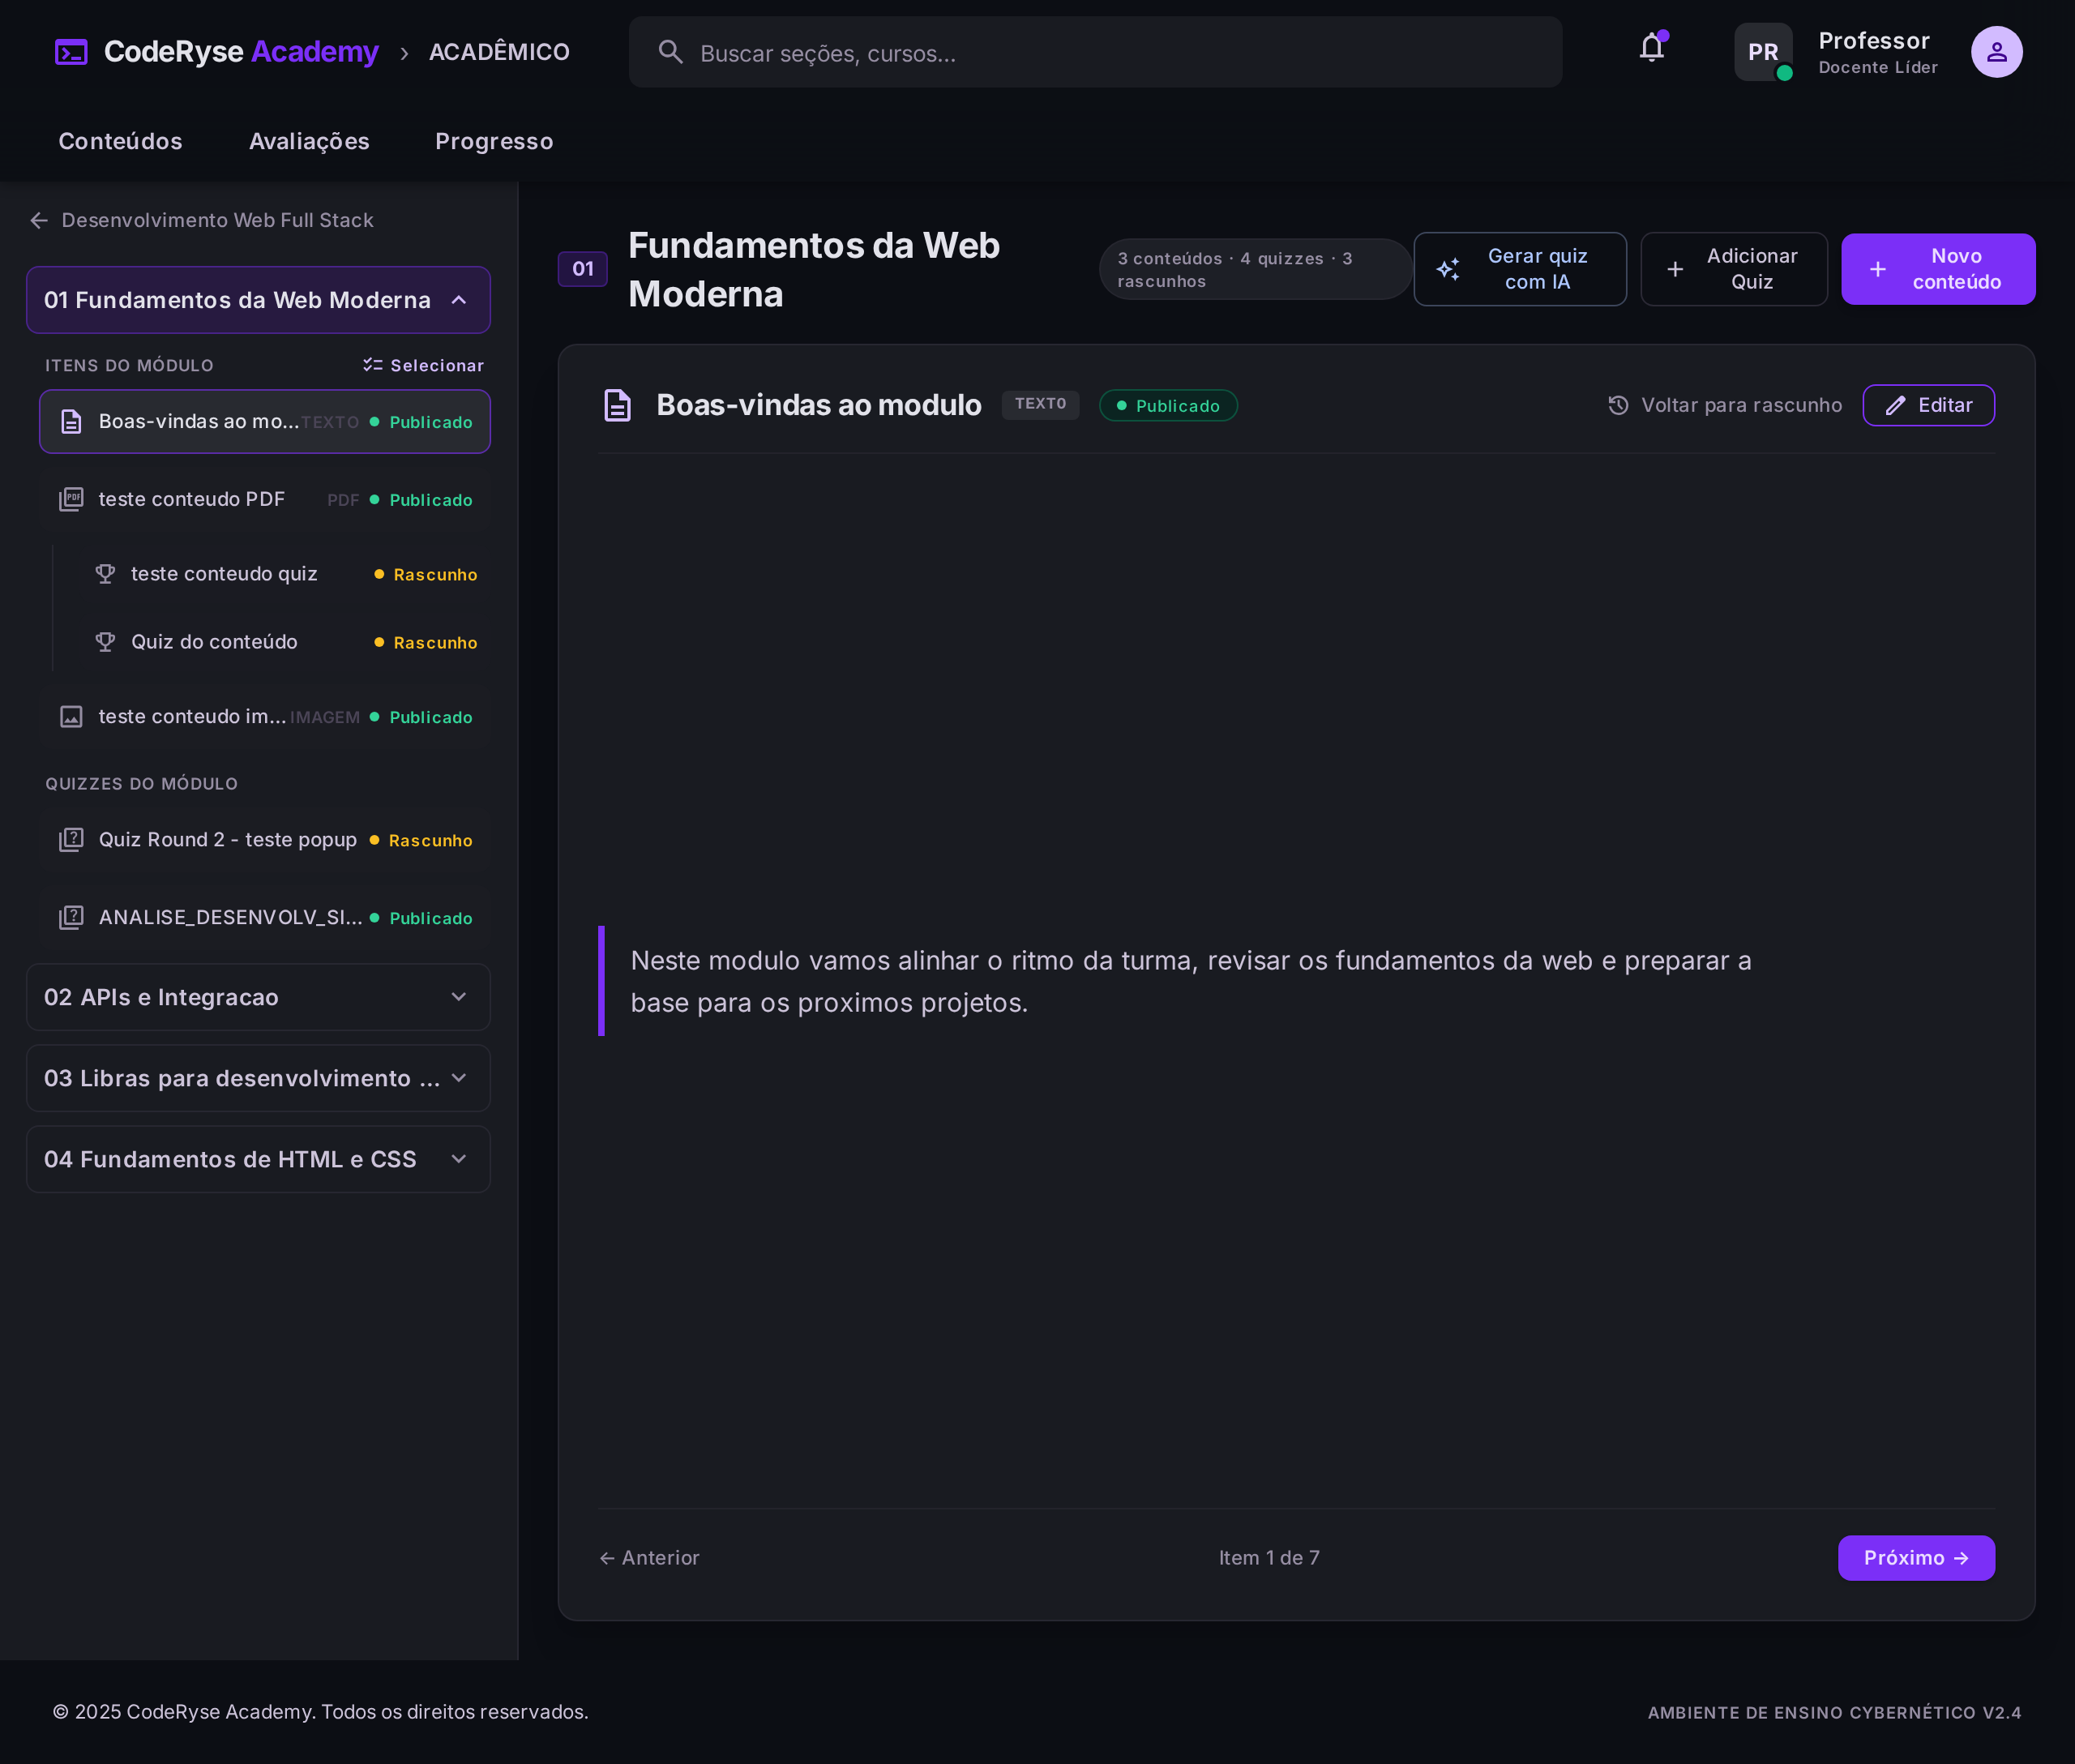 CodeRyse Academy › ACADÊMICO
Buscar seções, cursos...
PR
Professor
Docente Líder
Conteúdos
Avaliações
Progresso
Desenvolvimento Web Full Stack
01 Fundamentos da Web Moderna
ITENS DO MÓDULO
Selecionar
Boas-vindas ao mo... TEXTO Publicado
teste conteudo PDF PDF Publicado
teste conteudo quiz Rascunho
Quiz do conteúdo Rascunho
teste conteudo im... IMAGEM Publicado
QUIZZES DO MÓDULO
Quiz Round 2 - teste popup Rascunho
ANALISE_DESENVOLV_SI... Publicado
02 APIs e Integracao
03 Libras para desenvolvimento ...
04 Fundamentos de HTML e CSS
01
Fundamentos da Web
Moderna
3 conteúdos · 4 quizzes · 3
rascunhos
Gerar quiz
com IA
Adicionar
Quiz
Novo
conteúdo
Boas-vindas ao modulo
TEXTO
Publicado
Voltar para rascunho
Editar
Neste modulo vamos alinhar o ritmo da turma, revisar os fundamentos da web e preparar a
base para os proximos projetos.
← Anterior
Item 1 de 7
Próximo →
© 2025 CodeRyse Academy. Todos os direitos reservados.
AMBIENTE DE ENSINO CYBERNÉTICO V2.4